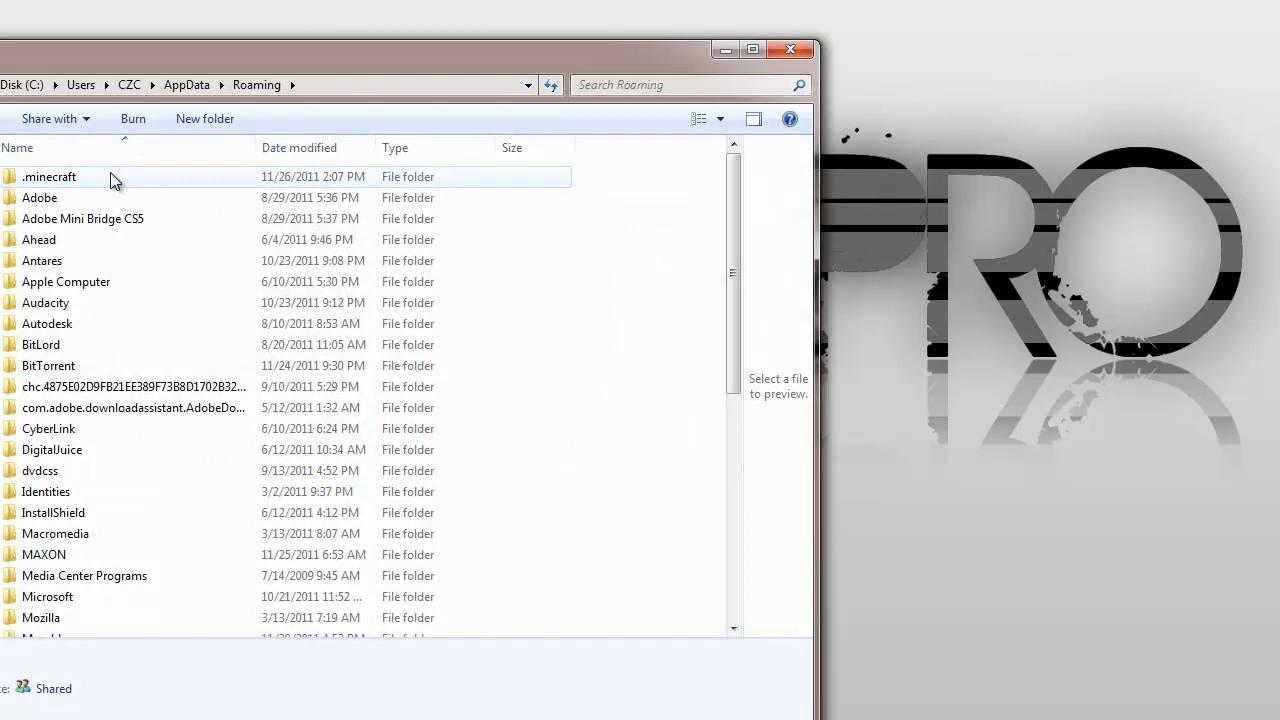 Disk (C:) Users CZC AppData Roaming Search Roaming
Share with Burn New folder
Name Date modified Type Size
.minecraft 11/26/2011 2:07 PM File folder
Adobe 8/29/2011 5:36 PM File folder
Adobe Mini Bridge CS5 8/29/2011 5:37 PM File folder
Ahead 6/4/2011 9:46 PM File folder
Antares 10/23/2011 9:08 PM File folder
Apple Computer 6/10/2011 5:30 PM File folder
Audacity 10/23/2011 9:12 PM File folder
Autodesk 8/10/2011 8:53 AM File folder
BitLord 8/20/2011 11:05 AM File folder
BitTorrent 11/24/2011 9:30 PM File folder
chc.4875E02D9FB21EE389F73B8D1702B32... 9/10/2011 5:29 PM File folder
com.adobe.downloadassistant.AdobeDo... 5/12/2011 1:32 AM File folder
CyberLink 6/10/2011 6:24 PM File folder
DigitalJuice 6/12/2011 10:34 AM File folder
dvdcss 9/13/2011 4:52 PM File folder
Identities 3/2/2011 9:37 PM File folder
InstallShield 6/12/2011 4:12 PM File folder
Macromedia 3/13/2011 8:07 AM File folder
MAXON 11/25/2011 6:53 AM File folder
Media Center Programs 7/14/2009 9:45 AM File folder
Microsoft 10/21/2011 11:52 ... File folder
Mozilla 3/13/2011 7:19 AM File folder
Select a file
to preview.
Shared
PRO